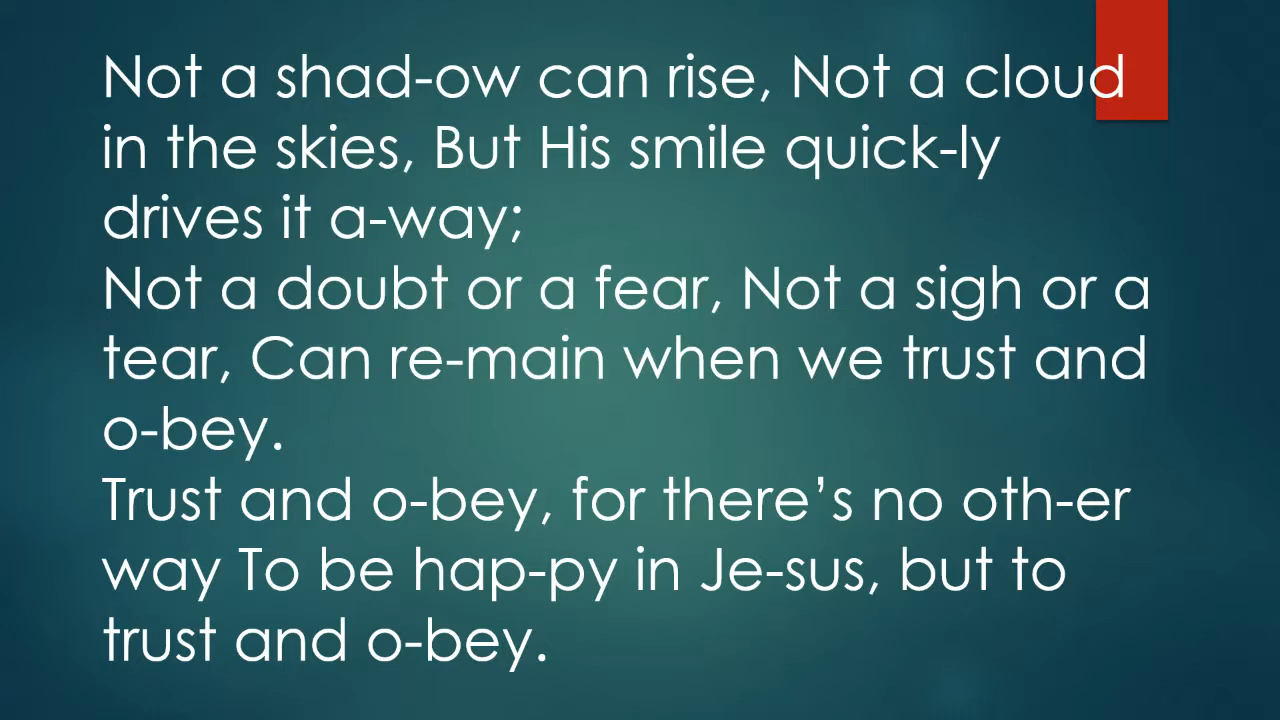 Not a shad-ow can rise, Not a cloud
in the skies, But His smile quick-ly
drives it a-way;
Not a doubt or a fear, Not a sigh or a
tear, Can re-main when we trust and
o-bey.
Trust and o-bey, for there’s no oth-er
way To be hap-py in Je-sus, but to
trust and o-bey.